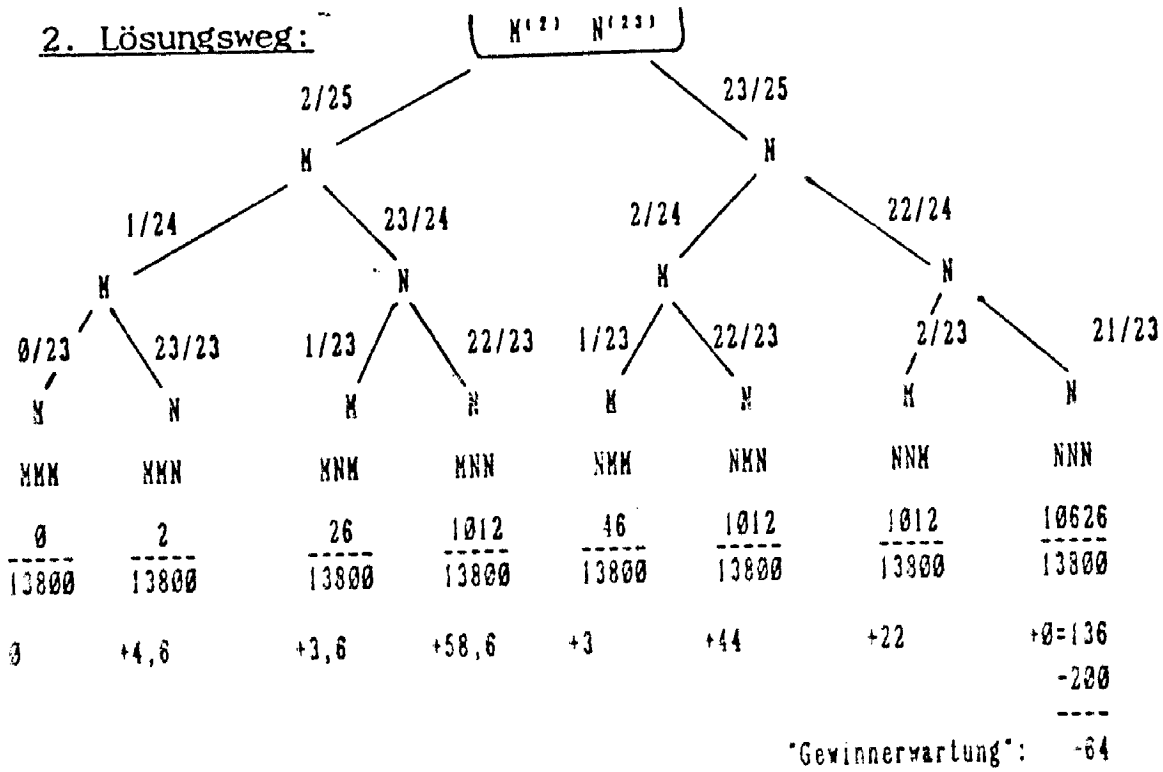 2. Lösungsweg:
M(2) N(23)
2/25 23/25
M N
1/24 23/24 2/24 22/24
M N M N
0/23 23/23 1/23 22/23 1/23 22/23 2/23 21/23
M N M N M N M N
MMM MMN MNM MNN NMM NMN NNM NNN
0 2 26 1012 46 1012 1012 10626
13800 13800 13800 13800 13800 13800 13800 13800
0 +4,6 +3,6 +58,6 +3 +44 +22 +0=136
-200
"Gewinnerwartung": -64